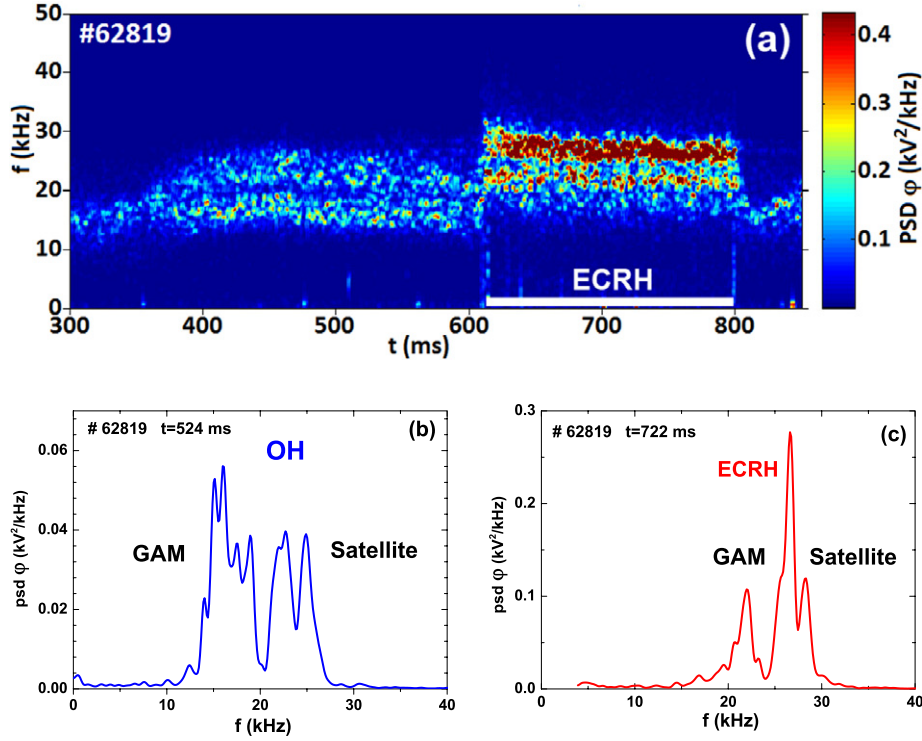 #62819 (a)
50
40
30
20
10
0
f (kHz)
ECRH
300 400 500 600 700 800
t (ms)
0.4
0.3
0.2
0.1
PSD φ (kV²/kHz)
# 62819 t=524 ms (b)
OH
GAM Satellite
0.06
0.04
0.02
0.00
psd φ (kV²/kHz)
0 10 20 30 40
f (kHz)
# 62819 t=722 ms (c)
ECRH
GAM Satellite
0.3
0.2
0.1
0.0
psd φ (kV²/kHz)
0 10 20 30 40
f (kHz)